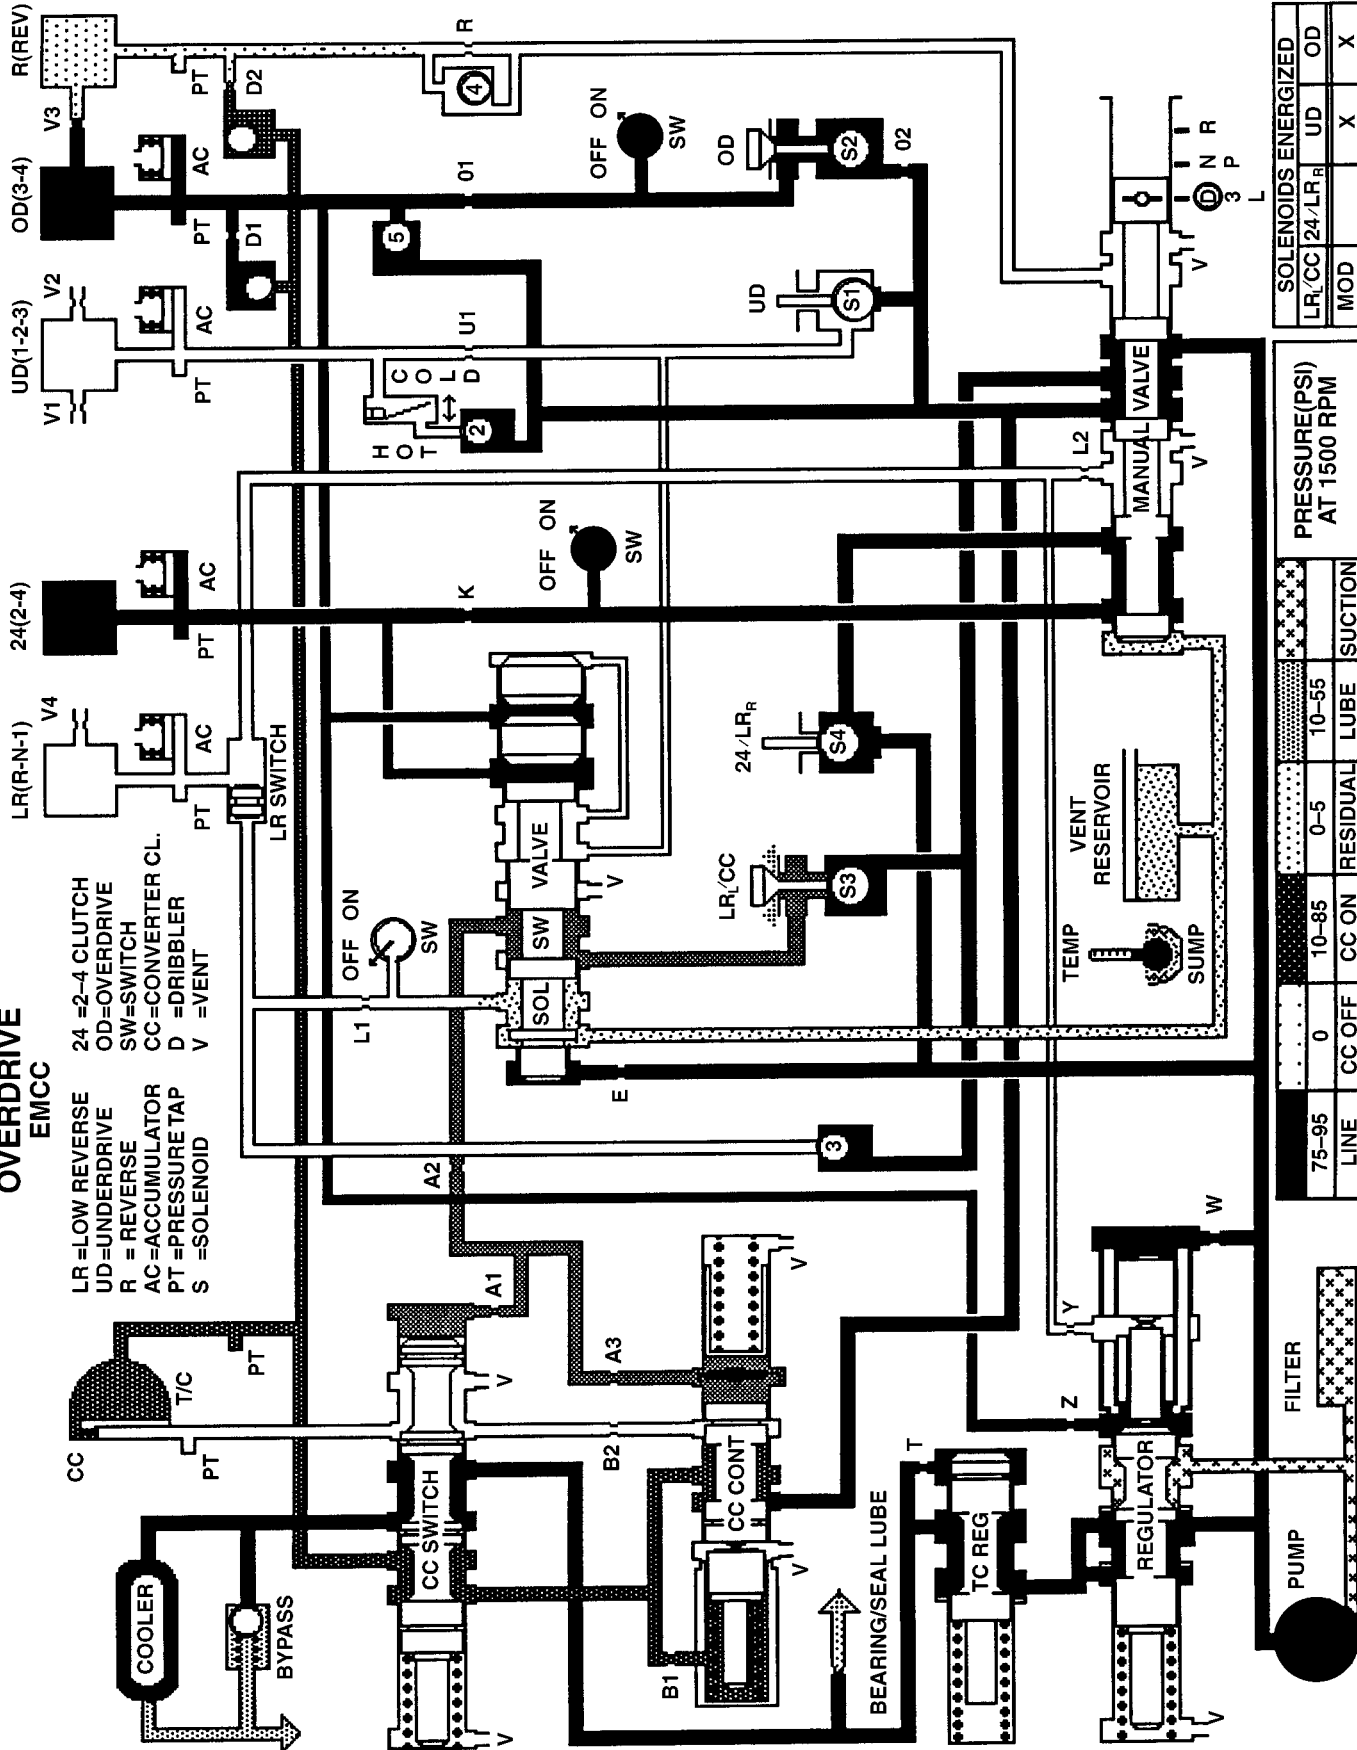 OVERDRIVE
EMCC
LR =LOW REVERSE
UD=UNDERDRIVE
R = REVERSE
AC=ACCUMULATOR
PT =PRESSURE TAP
S =SOLENOID
24 =2-4 CLUTCH
OD=OVERDRIVE
SW=SWITCH
CC=CONVERTER CL.
D =DRIBBLER
V =VENT
LR(R-N-1)
24(2-4)
UD(1-2-3)
OD(3-4)
R(REV)
V4
V1
V2
V3
PT
AC
PT
AC
PT
AC
PT
AC
PT
D1
D2
LR SWITCH
K
U1
01
R
4
5
2
HOT
COLD
OFF ON
SW
OFF ON
SW
OFF ON
SW
L1
COOLER
BYPASS
CC
T/C
PT
PT
A2
A1
A3
B2
B1
E
CC SWITCH
V
V
CC CONT
V
V
SOL
SW
VALVE
V
LRL/CC
S3
24/LRR
S4
UD
S1
OD
S2
02
3
BEARING/SEAL LUBE
T
TC REG
Z
Y
W
REGULATOR
V
PUMP
FILTER
TEMP
SUMP
VENT
RESERVOIR
L2
MANUAL VALVE
V
V
D
N
R
3
P
L
75-95
0
10-85
0-5
10-55
LINE
CC OFF
CC ON
RESIDUAL
LUBE
SUCTION
PRESSURE(PSI)
AT 1500 RPM
SOLENOIDS ENERGIZED
LRL/CC
24/LRR
UD
OD
MOD
X
X